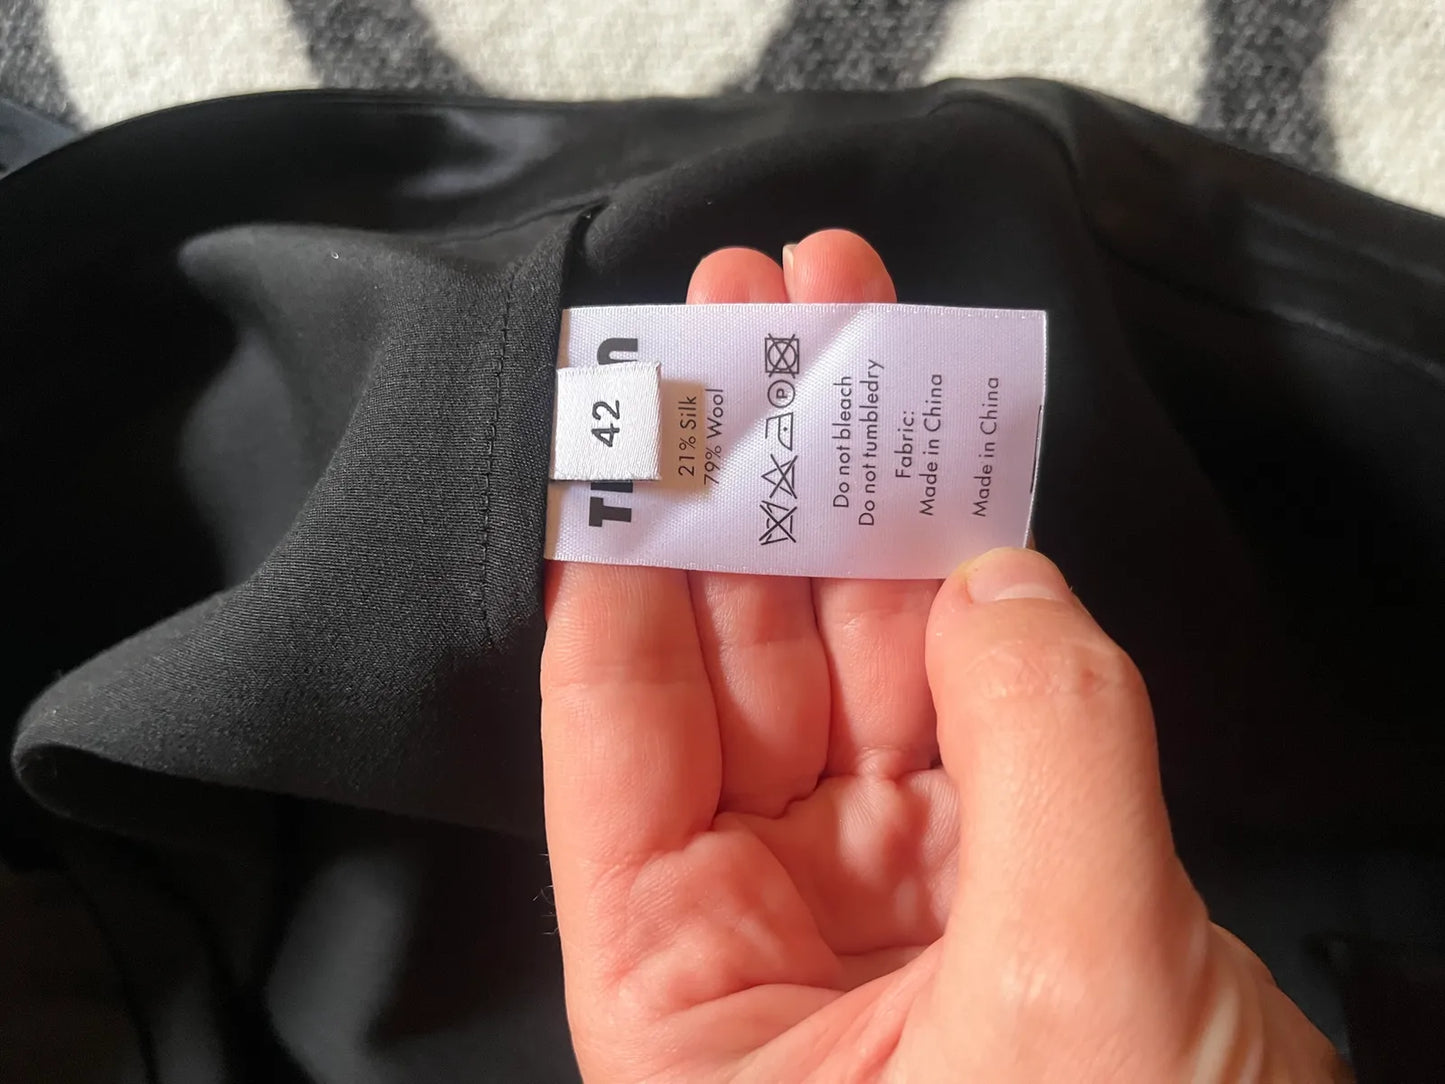 42
21% Silk
79% Wool
Do not bleach
Do not tumbledry
Fabric:
Made in China
Made in China